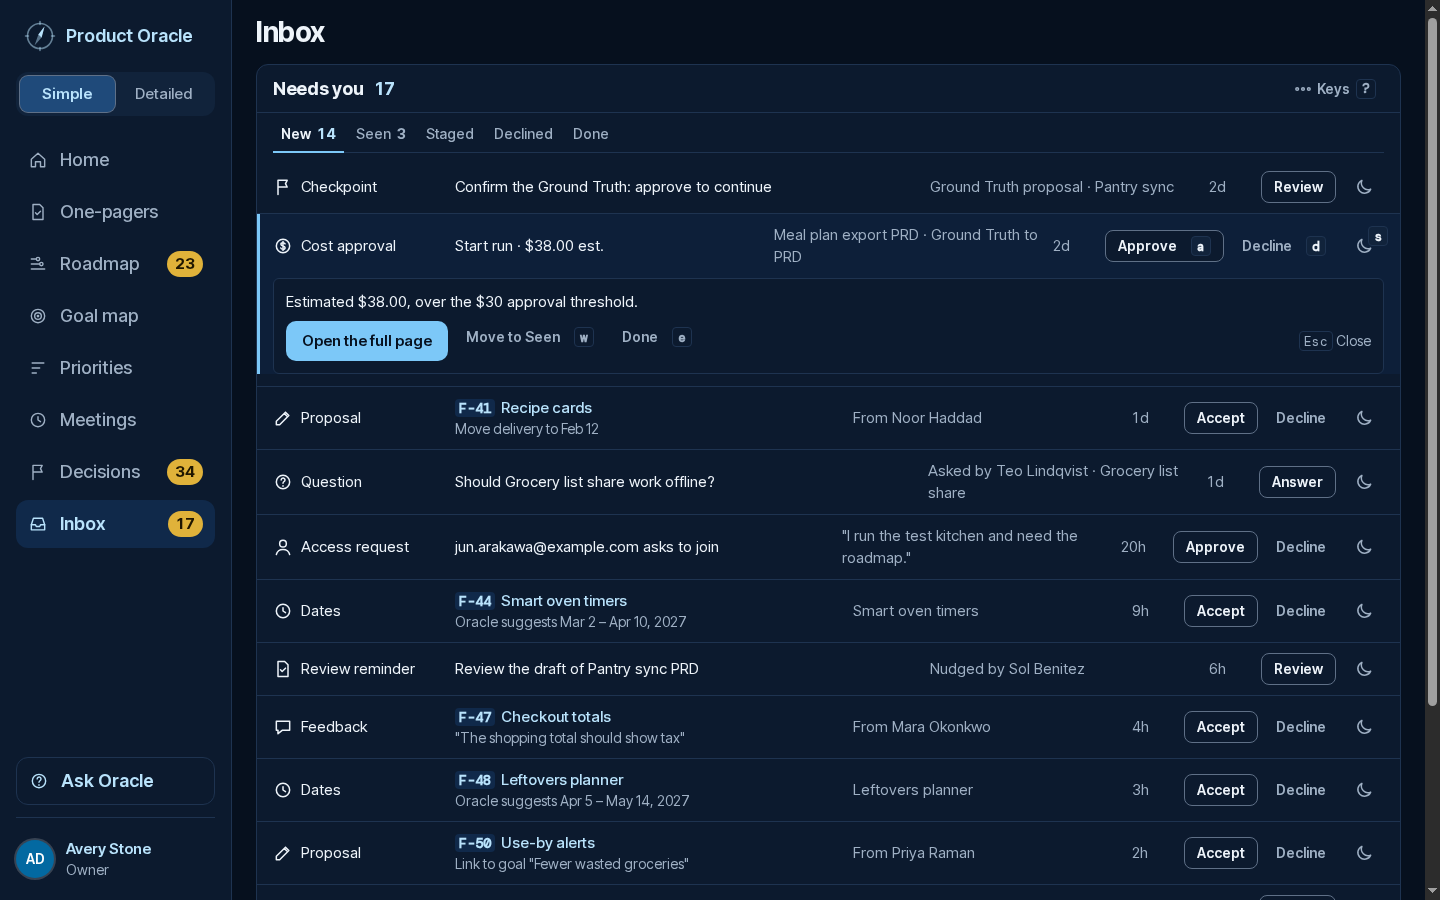 Product Oracle
Simple Detailed
Home
One-pagers
Roadmap 23
Goal map
Priorities
Meetings
Decisions 34
Inbox 17
Ask Oracle
AD Avery Stone
Owner
Inbox
Needs you 17 ••• Keys ?
New 14 Seen 3 Staged Declined Done
Checkpoint Confirm the Ground Truth: approve to continue Ground Truth proposal · Pantry sync 2d Review
Cost approval Start run · $38.00 est. Meal plan export PRD · Ground Truth to PRD 2d Approve a Decline d s
Estimated $38.00, over the $30 approval threshold.
Open the full page Move to Seen w Done e Esc Close
Proposal F-41 Recipe cards From Noor Haddad 1d Accept Decline
Move delivery to Feb 12
Question Should Grocery list share work offline? Asked by Teo Lindqvist · Grocery list share 1d Answer
Access request jun.arakawa@example.com asks to join "I run the test kitchen and need the roadmap." 20h Approve Decline
Dates F-44 Smart oven timers Smart oven timers 9h Accept Decline
Oracle suggests Mar 2 – Apr 10, 2027
Review reminder Review the draft of Pantry sync PRD Nudged by Sol Benitez 6h Review
Feedback F-47 Checkout totals From Mara Okonkwo 4h Accept Decline
"The shopping total should show tax"
Dates F-48 Leftovers planner Leftovers planner 3h Accept Decline
Oracle suggests Apr 5 – May 14, 2027
Proposal F-50 Use-by alerts From Priya Raman 2h Accept Decline
Link to goal "Fewer wasted groceries"